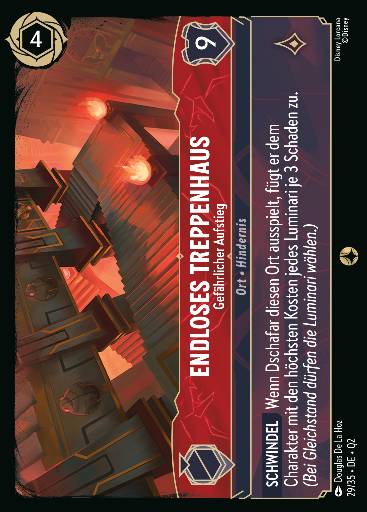 4
9
ENDLOSES TREPPENHAUS
Gefährlicher Aufstieg
Ort • Hindernis
SCHWINDEL Wenn Dschafar diesen Ort ausspielt, fügt er dem
Charakter mit den höchsten Kosten jedes Luminari je 3 Schaden zu.
(Bei Gleichstand dürfen die Luminari wählen.)
Douglas De La Hoz
29/35 • DE • Q2
Disney Lorcana
©Disney